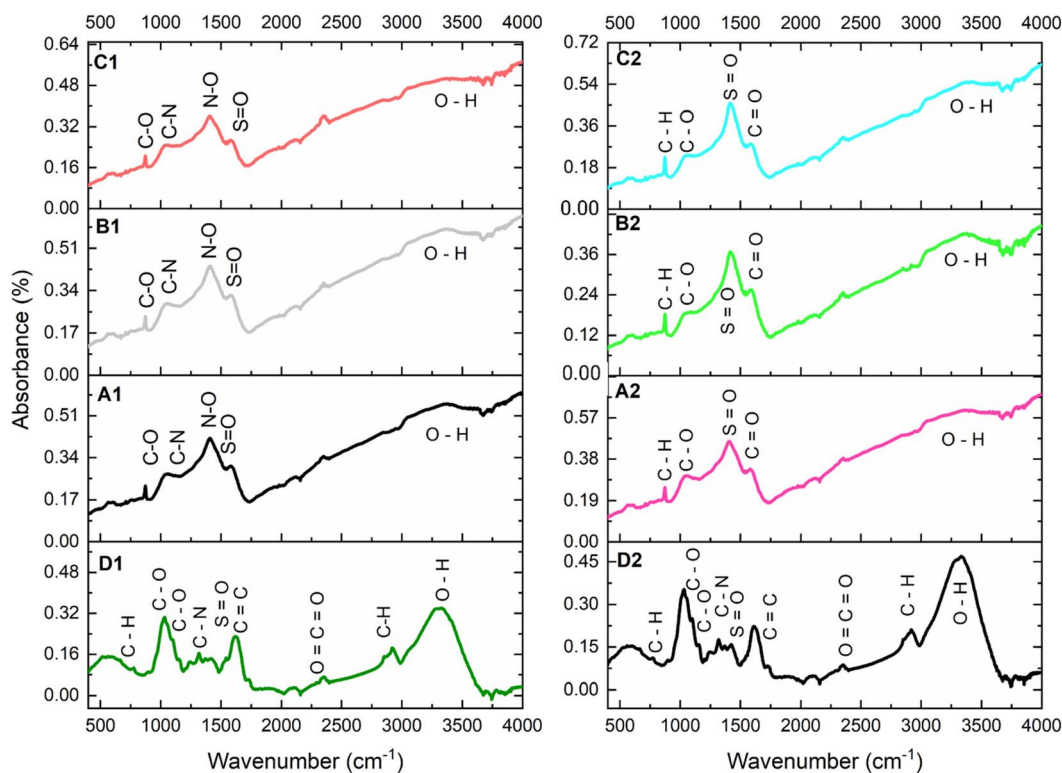 500 1000 1500 2000 2500 3000 3500 4000
500 1000 1500 2000 2500 3000 3500 4000
Absorbance (%)
C1
0.64
0.48
0.32
0.16
0.00
C-O
C-N
N-O
S=O
O - H
C2
0.72
0.54
0.36
0.18
0.00
C - H
C - O
S = O
C = O
O - H
B1
0.51
0.34
0.17
0.00
C-O
C-N
N-O
S=O
O - H
B2
0.36
0.24
0.12
0.00
C - H
C - O
S = O
C = O
O - H
A1
0.51
0.34
0.17
0.00
C-O
C-N
N-O
S=O
O - H
A2
0.57
0.38
0.19
0.00
C - H
C - O
S = O
C = O
O - H
D1
0.48
0.32
0.16
0.00
C - H
C - O
C - O
C - N
S = O
C = C
O = C = O
C-H
O - H
D2
0.45
0.30
0.15
0.00
C - H
C - O
C - O
C - N
S = O
C = C
O = C = O
C - H
O - H
500 1000 1500 2000 2500 3000 3500 4000
500 1000 1500 2000 2500 3000 3500 4000
Wavenumber (cm⁻¹)
Wavenumber (cm⁻¹)